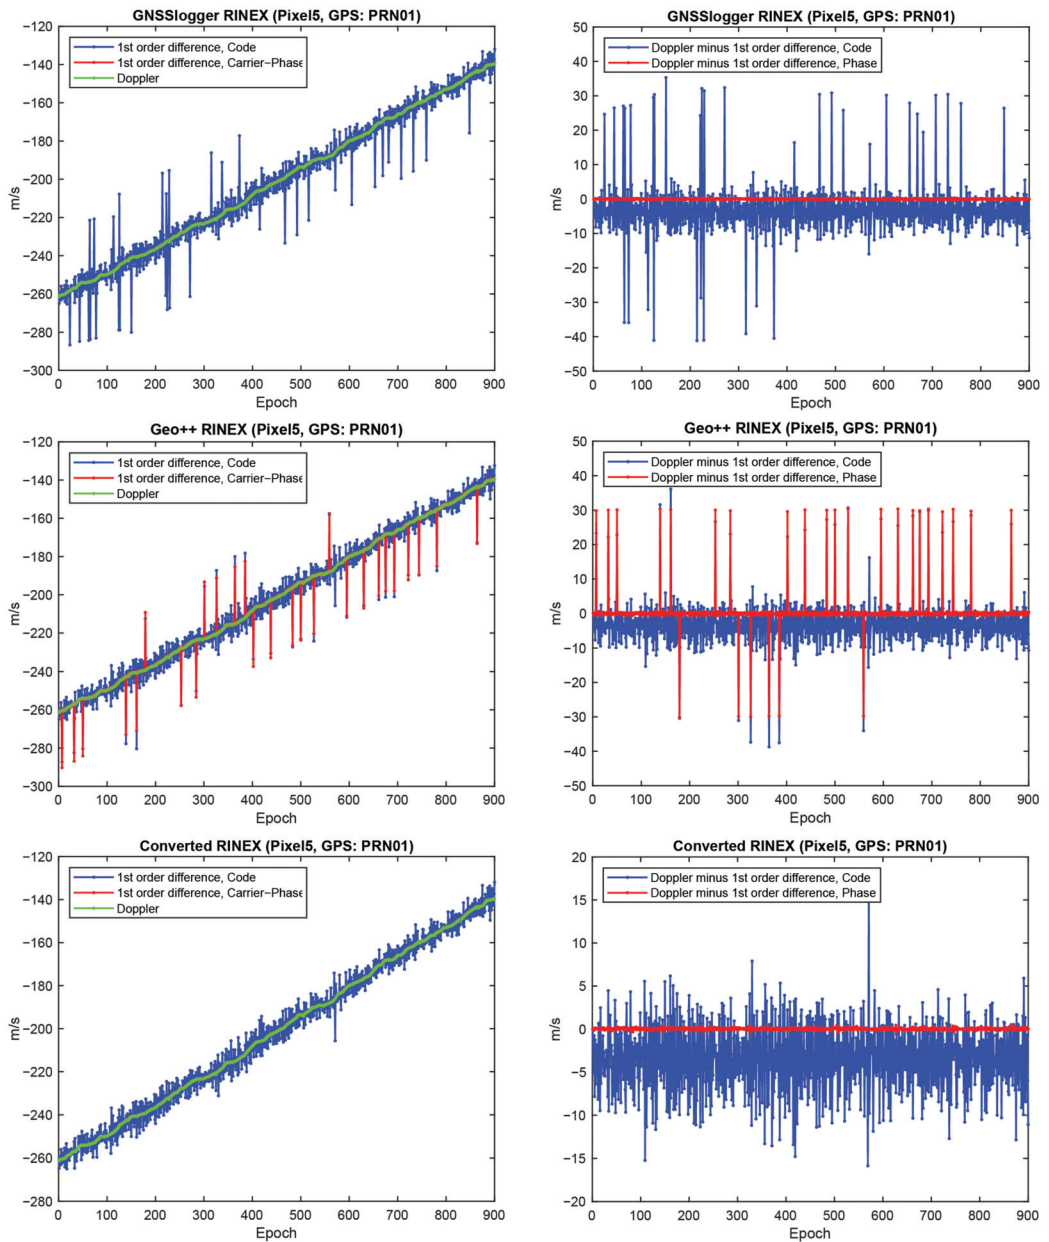 GNSSlogger RINEX (Pixel5, GPS: PRN01)
1st order difference, Code
1st order difference, Carrier-Phase
Doppler
-120
-140
-160
-180
-200
-220
-240
-260
-280
-300
m/s
0 100 200 300 400 500 600 700 800 900
Epoch
GNSSlogger RINEX (Pixel5, GPS: PRN01)
Doppler minus 1st order difference, Code
Doppler minus 1st order difference, Phase
50
40
30
20
10
0
-10
-20
-30
-40
-50
m/s
0 100 200 300 400 500 600 700 800 900
Epoch
Geo++ RINEX (Pixel5, GPS: PRN01)
1st order difference, Code
1st order difference, Carrier-Phase
Doppler
-120
-140
-160
-180
-200
-220
-240
-260
-280
-300
m/s
0 100 200 300 400 500 600 700 800 900
Epoch
Geo++ RINEX (Pixel5, GPS: PRN01)
Doppler minus 1st order difference, Code
Doppler minus 1st order difference, Phase
50
40
30
20
10
0
-10
-20
-30
-40
-50
m/s
0 100 200 300 400 500 600 700 800 900
Epoch
Converted RINEX (Pixel5, GPS: PRN01)
1st order difference, Code
1st order difference, Carrier-Phase
Doppler
-120
-140
-160
-180
-200
-220
-240
-260
-280
m/s
0 100 200 300 400 500 600 700 800 900
Epoch
Converted RINEX (Pixel5, GPS: PRN01)
Doppler minus 1st order difference, Code
Doppler minus 1st order difference, Phase
20
15
10
5
0
-5
-10
-15
-20
m/s
0 100 200 300 400 500 600 700 800 900
Epoch